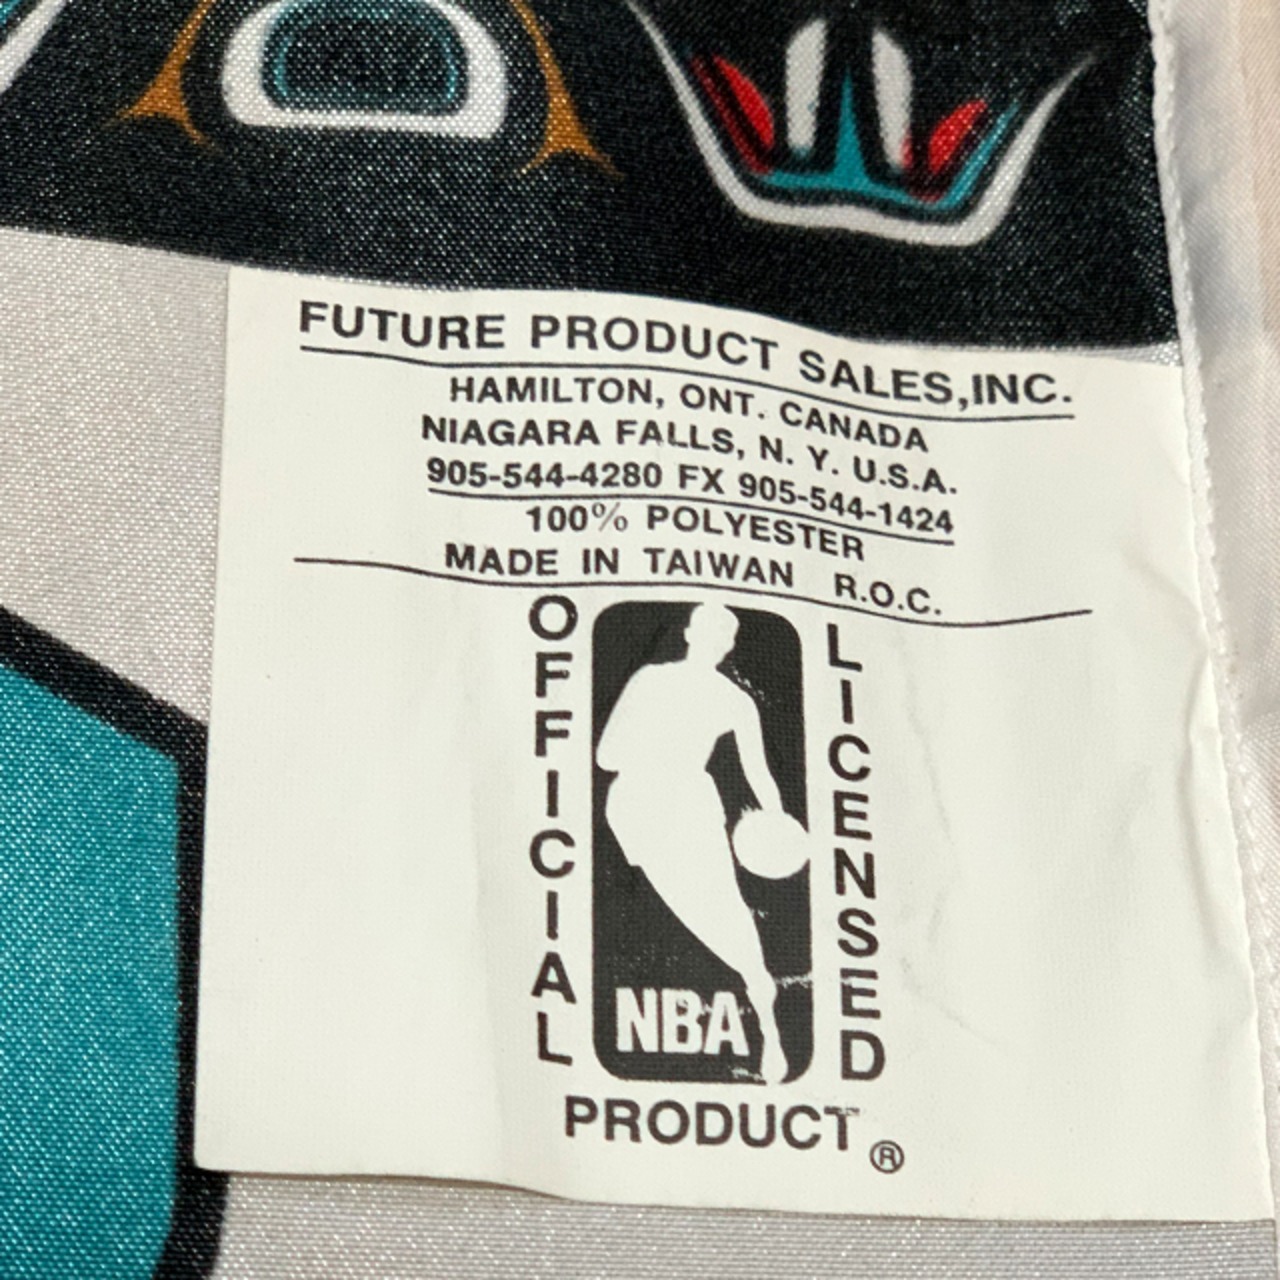 FUTURE PRODUCT SALES,INC.
HAMILTON, ONT. CANADA
NIAGARA FALLS, N. Y. U.S.A.
905-544-4280 FX 905-544-1424
100% POLYESTER
MADE IN TAIWAN R.O.C.
OFFICIAL
NBA
LICENSED
PRODUCT ®